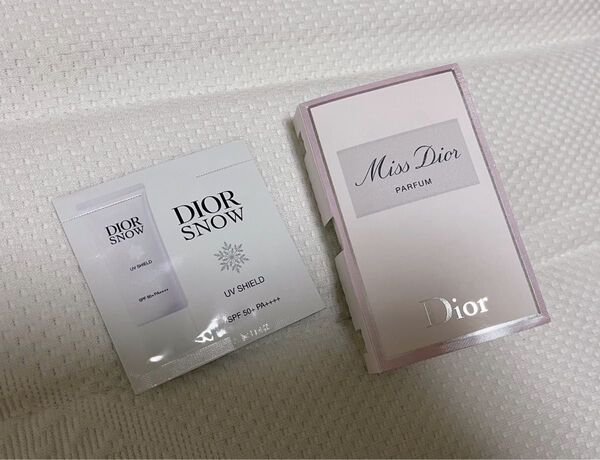 DIOR
SNOW
UV SHIELD
SPF 50+ PA++++
DIOR
SNOW
UV SHIELD
SPF 50+ PA++++
Miss Dior
PARFUM
Dior